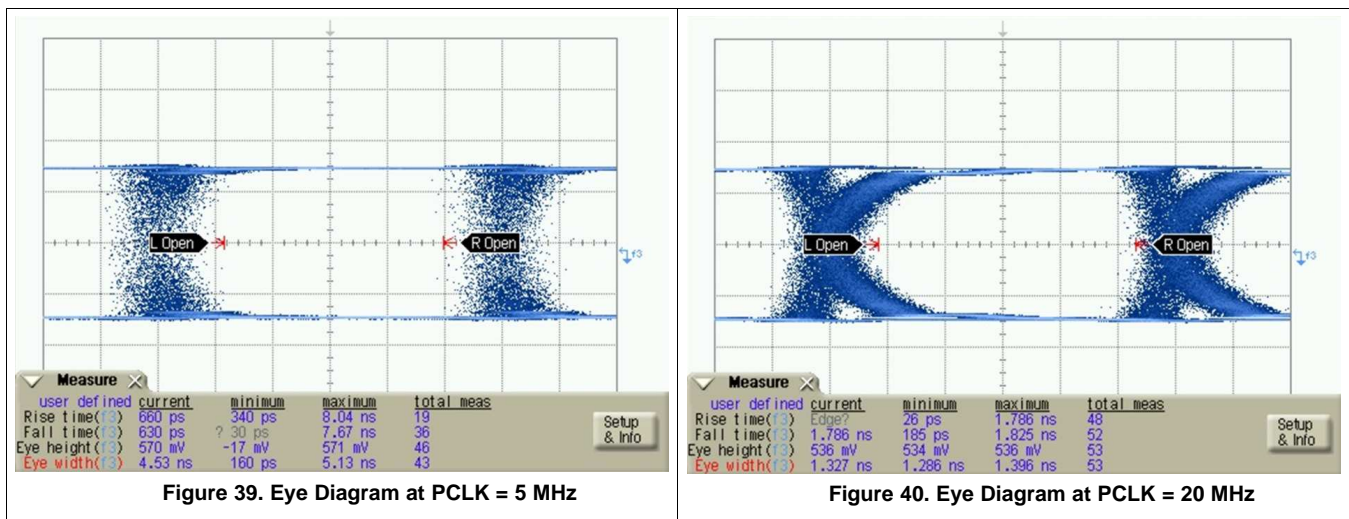 L Open
R Open
f3
Measure
user defined current minimum maximum total meas
Rise time(f3) 660 ps 340 ps 8.04 ns 19
Fall time(f3) 630 ps ? 30 ps 7.67 ns 36
Eye height(f3) 570 mV -17 mV 571 mV 46
Eye width(f3) 4.53 ns 160 ps 5.13 ns 43
Setup
& Info
Figure 39. Eye Diagram at PCLK = 5 MHz
L Open
R Open
f3
Measure
user defined current minimum maximum total meas
Rise time(f3) Edge? 26 ps 1.786 ns 48
Fall time(f3) 1.786 ns 185 ps 1.825 ns 52
Eye height(f3) 536 mV 534 mV 536 mV 53
Eye width(f3) 1.327 ns 1.286 ns 1.396 ns 53
Setup
& Info
Figure 40. Eye Diagram at PCLK = 20 MHz